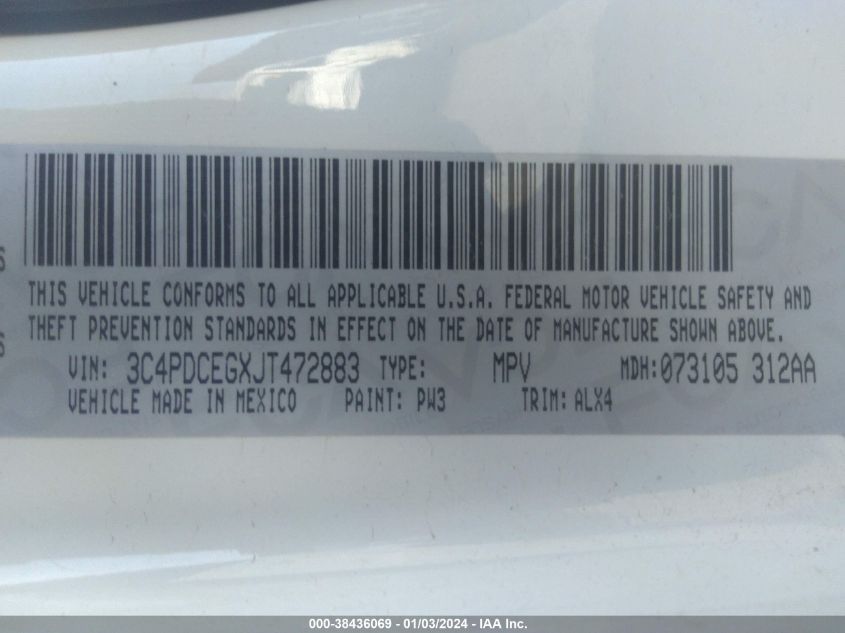 THIS VEHICLE CONFORMS TO ALL APPLICABLE U.S.A. FEDERAL MOTOR VEHICLE SAFETY AND
THEFT PREVENTION STANDARDS IN EFFECT ON THE DATE OF MANUFACTURE SHOWN ABOVE.
VIN: 3C4PDCEGXJT472883 TYPE: MPV MDH:073105 312AA
VEHICLE MADE IN MEXICO PAINT: PW3 TRIM: ALX4
000-38436069 - 01/03/2024 - IAA Inc.